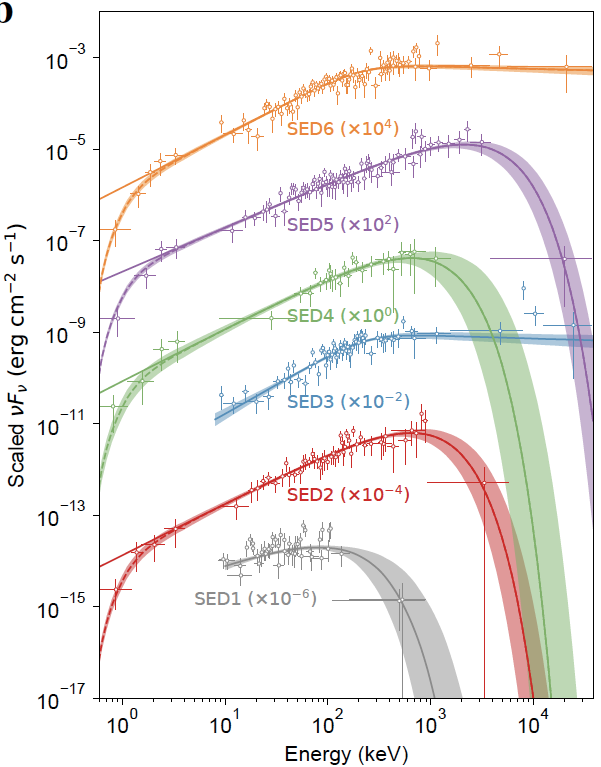 b
10⁻³
SED6 (×10⁴)
10⁻⁵
SED5 (×10²)
10⁻⁷
SED4 (×10⁰)
10⁻⁹
SED3 (×10⁻²)
10⁻¹¹
SED2 (×10⁻⁴)
10⁻¹³
SED1 (×10⁻⁶)
10⁻¹⁵
10⁻¹⁷
Scaled νFν (erg cm⁻² s⁻¹)
10⁰ 10¹ 10² 10³ 10⁴
Energy (keV)